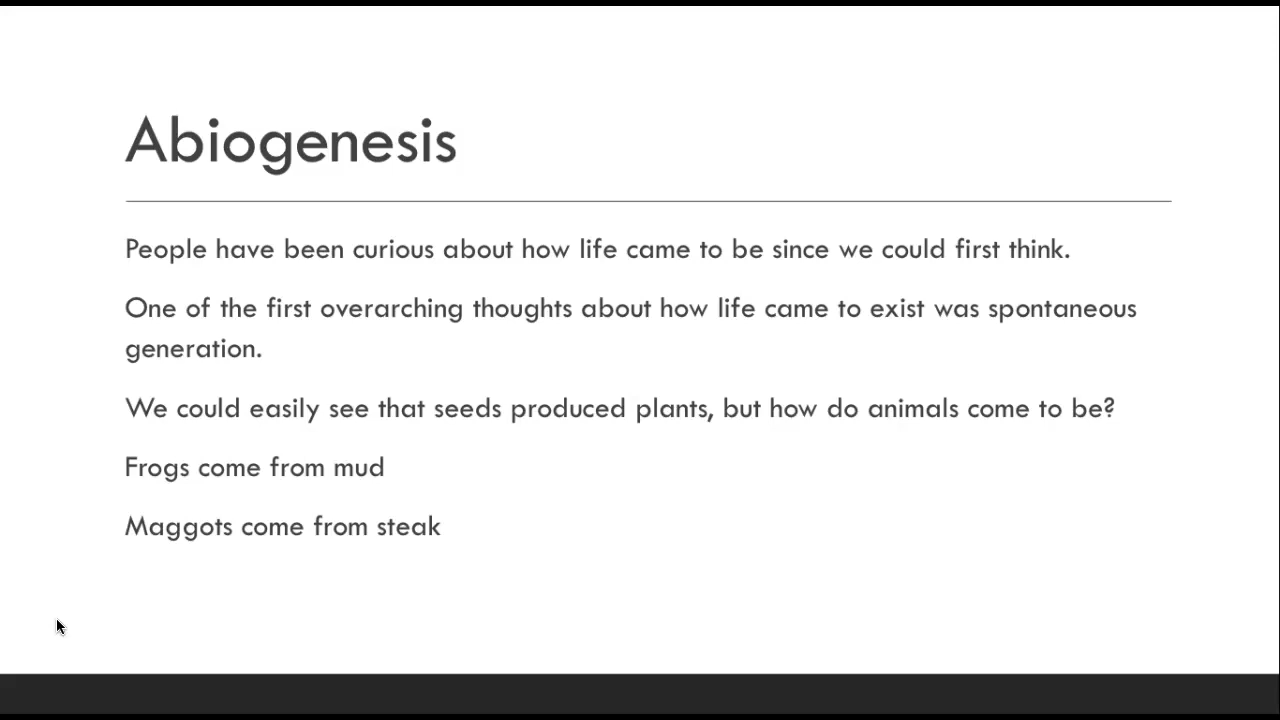 Abiogenesis
People have been curious about how life came to be since we could first think.
One of the first overarching thoughts about how life came to exist was spontaneous
generation.
We could easily see that seeds produced plants, but how do animals come to be?
Frogs come from mud
Maggots come from steak